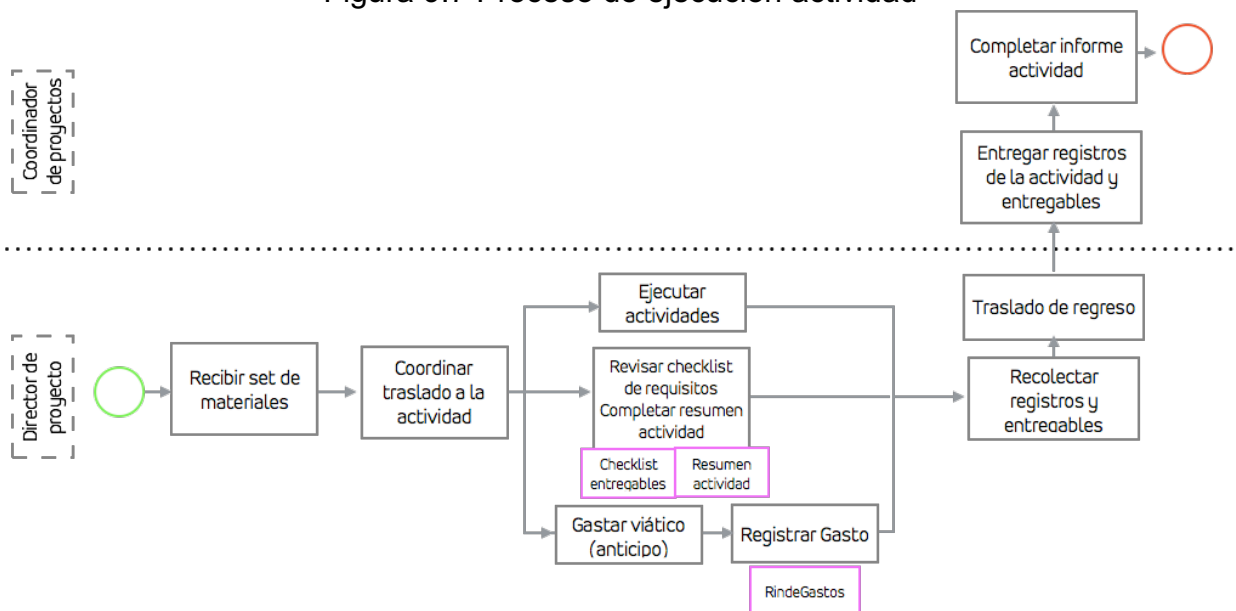 Completar informe
actividad
Coordinador
de proyectos
Entregar registros
de la actividad y
entregables
Ejecutar
actividades
Traslado de regreso
Director de
proyecto
Recibir set de
materiales
Coordinar
traslado a la
actividad
Revisar checklist
de requisitos
Completar resumen
actividad
Recolectar
registros y
entregables
Checklist
entregables
Resumen
actividad
Gastar viático
(anticipo)
Registrar Gasto
RindeGastos